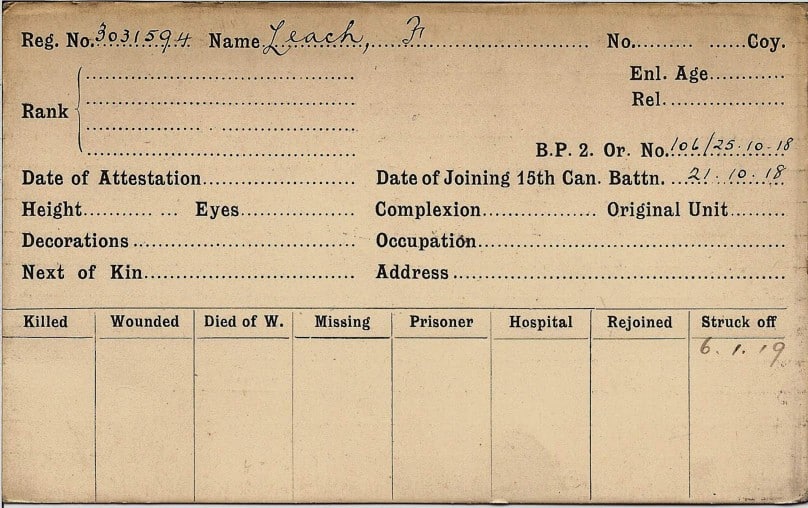 Reg. No. 3031594 Name Leach, F No. Coy.
Enl. Age
Rel.
Rank
B.P. 2. Or. No. 106/25.10.18
Date of Attestation Date of Joining 15th Can. Battn. 21.10.18
Height Eyes Complexion Original Unit
Decorations Occupation
Next of Kin Address
Killed Wounded Died of W. Missing Prisoner Hospital Rejoined Struck off
6.1.19